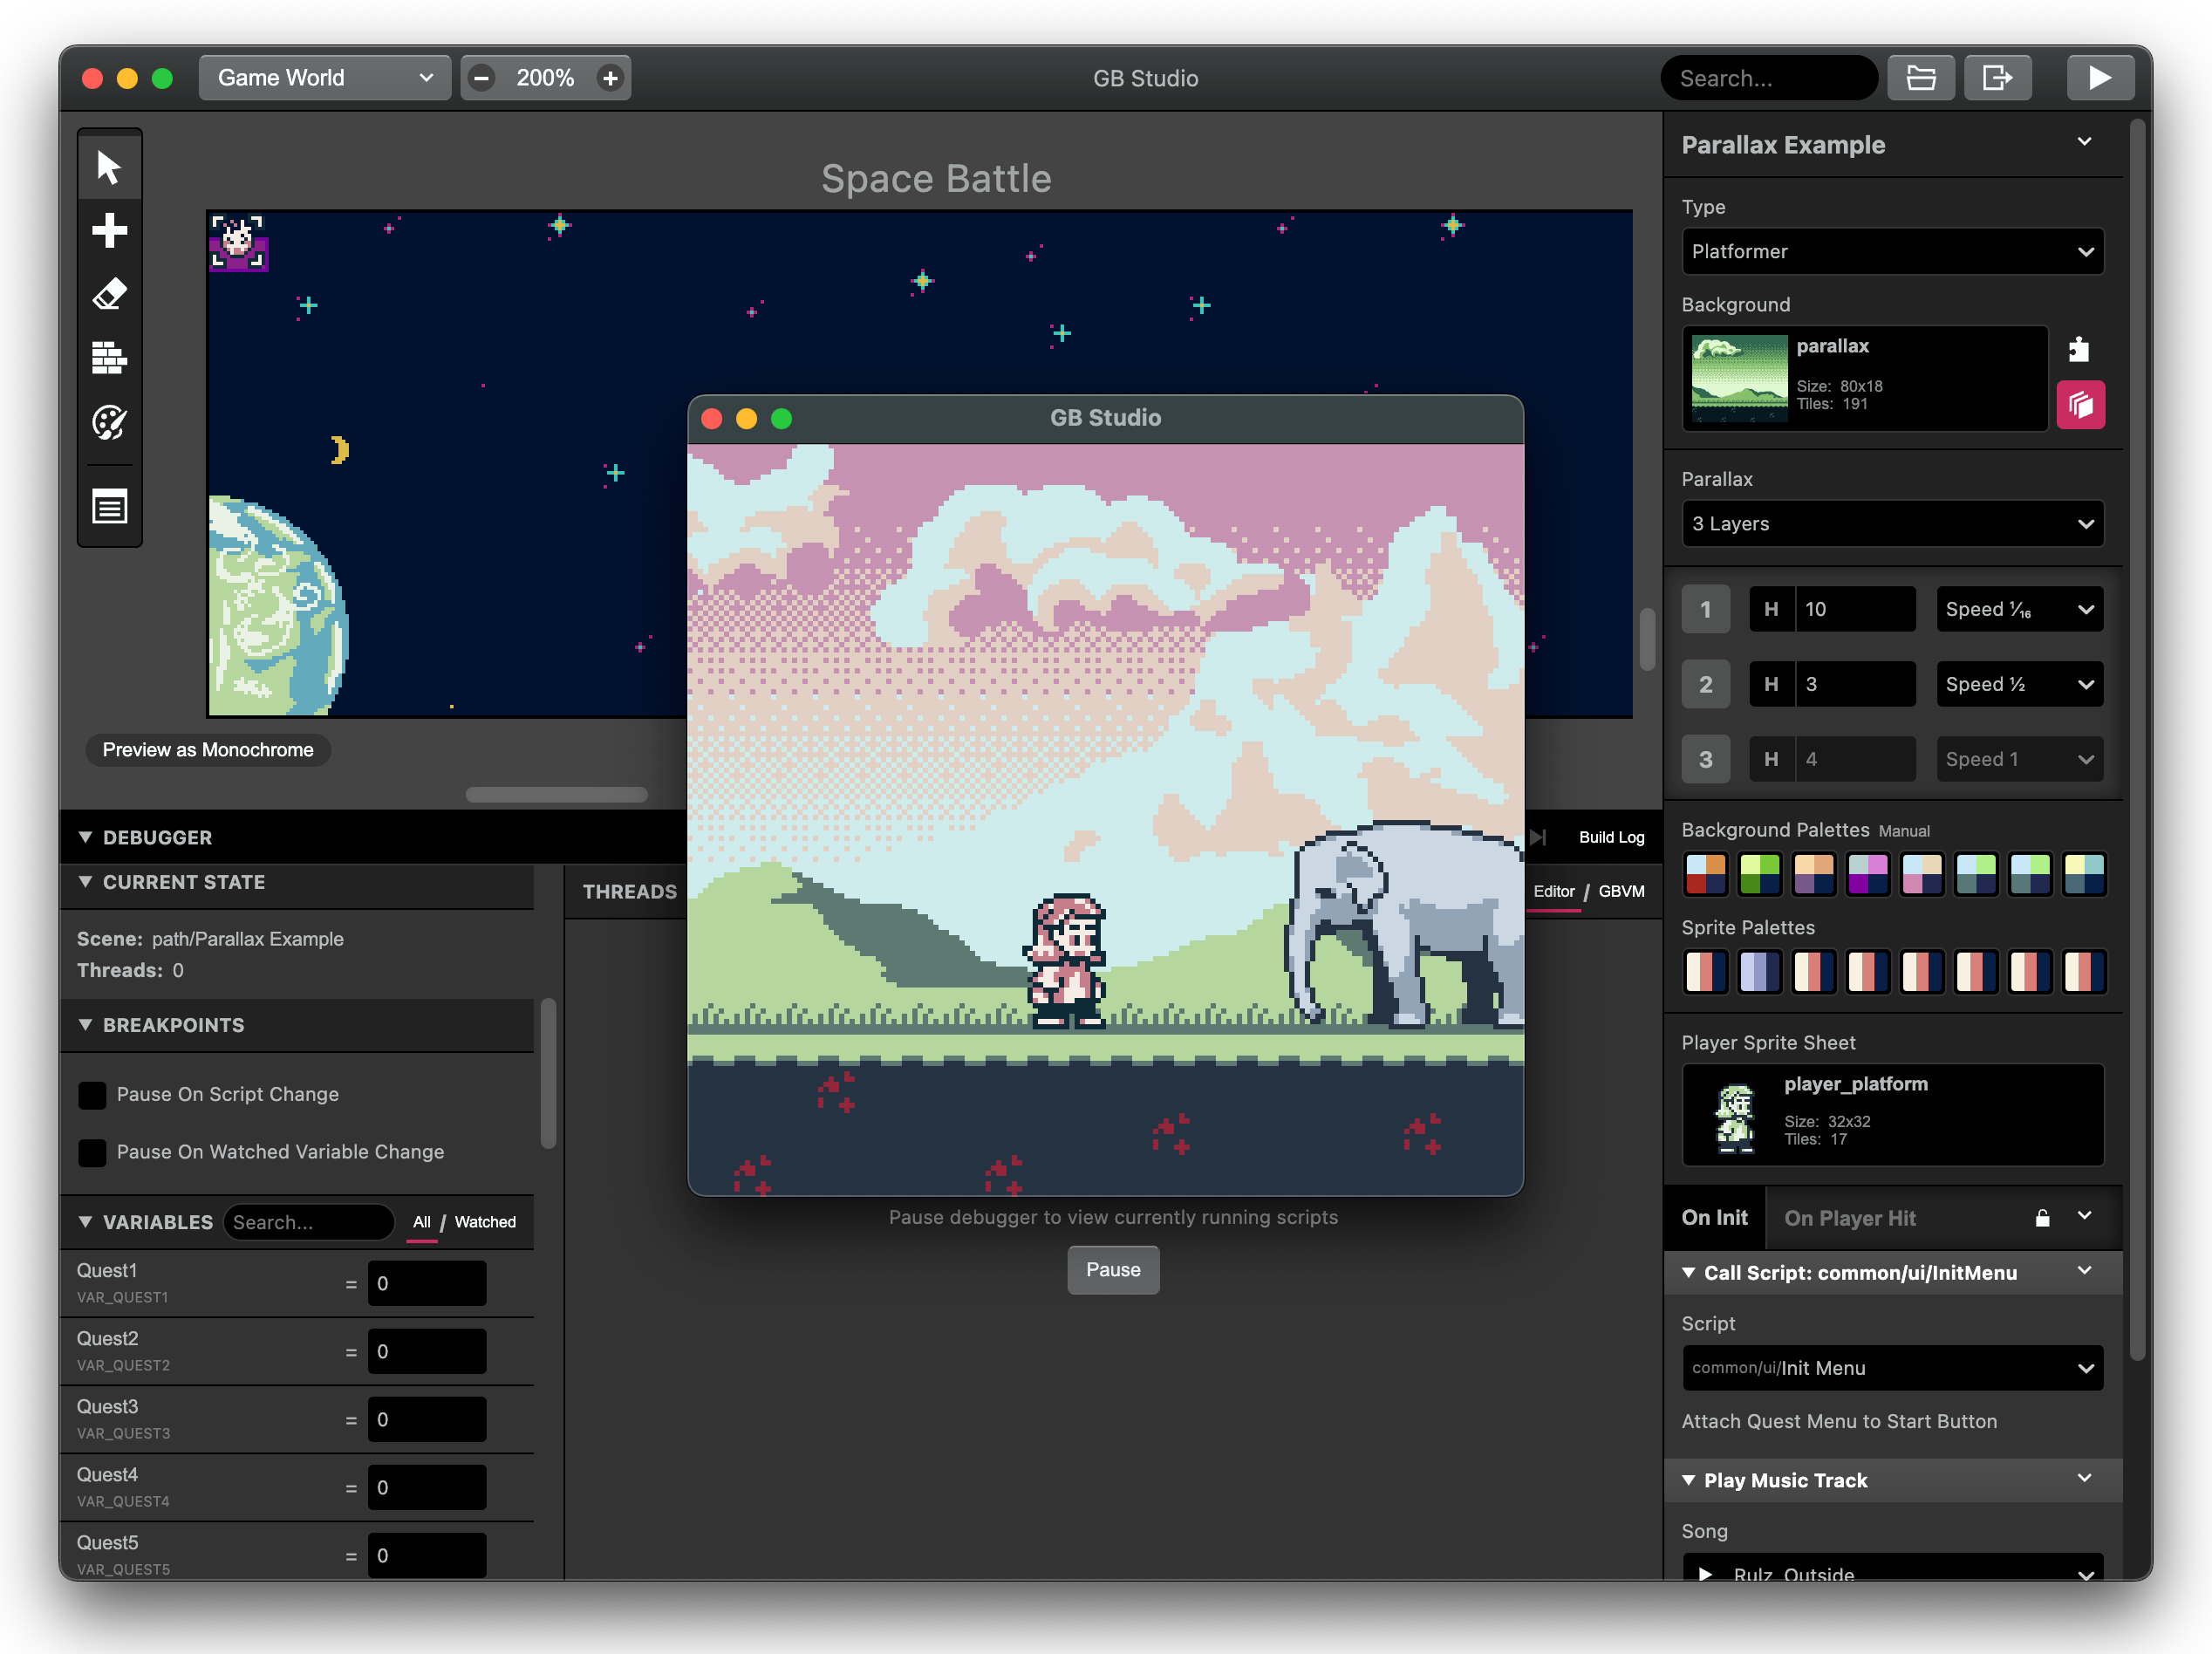 Game World
200%
GB Studio
Search...
Space Battle
Preview as Monochrome
GB Studio
DEBUGGER
Build Log
CURRENT STATE
Scene: path/Parallax Example
Threads: 0
BREAKPOINTS
Pause On Script Change
Pause On Watched Variable Change
VARIABLES Search... All / Watched
Quest1
VAR_QUEST1
= 0
Quest2
VAR_QUEST2
= 0
Quest3
VAR_QUEST3
= 0
Quest4
VAR_QUEST4
= 0
Quest5
VAR_QUEST5
= 0
THREADS
Editor / GBVM
Pause debugger to view currently running scripts
Pause
Parallax Example
Type
Platformer
Background
parallax
Size: 80x18
Tiles: 191
Parallax
3 Layers
1 H 10 Speed ¹⁄₁₆
2 H 3 Speed ½
3 H 4 Speed 1
Background Palettes Manual
Sprite Palettes
Player Sprite Sheet
player_platform
Size: 32x32
Tiles: 17
On Init On Player Hit
Call Script: common/ui/InitMenu
Script
common/ui/Init Menu
Attach Quest Menu to Start Button
Play Music Track
Song
Rulz_Outside